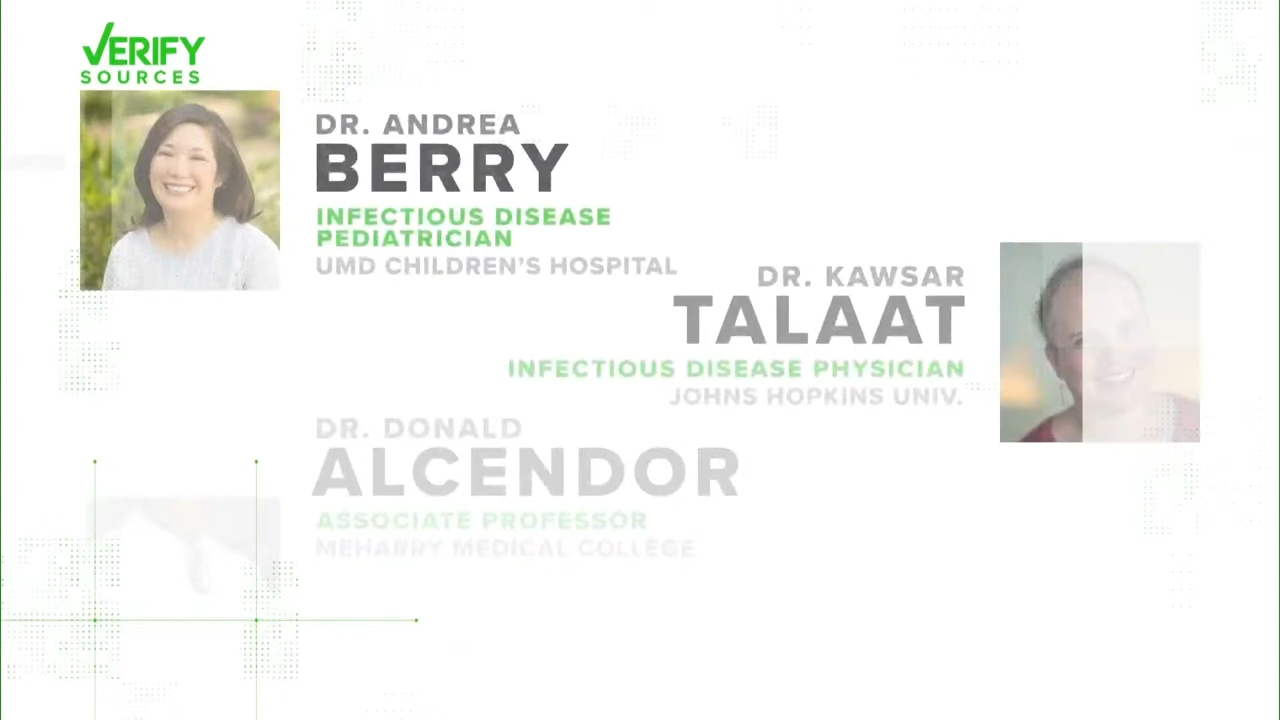 VERIFY
SOURCES
DR. ANDREA
BERRY
INFECTIOUS DISEASE
PEDIATRICIAN
UMD CHILDREN'S HOSPITAL
DR. KAWSAR
TALAAT
INFECTIOUS DISEASE PHYSICIAN
JOHNS HOPKINS UNIV.
DR. DONALD
ALCENDOR
ASSOCIATE PROFESSOR
MEHARRY MEDICAL COLLEGE